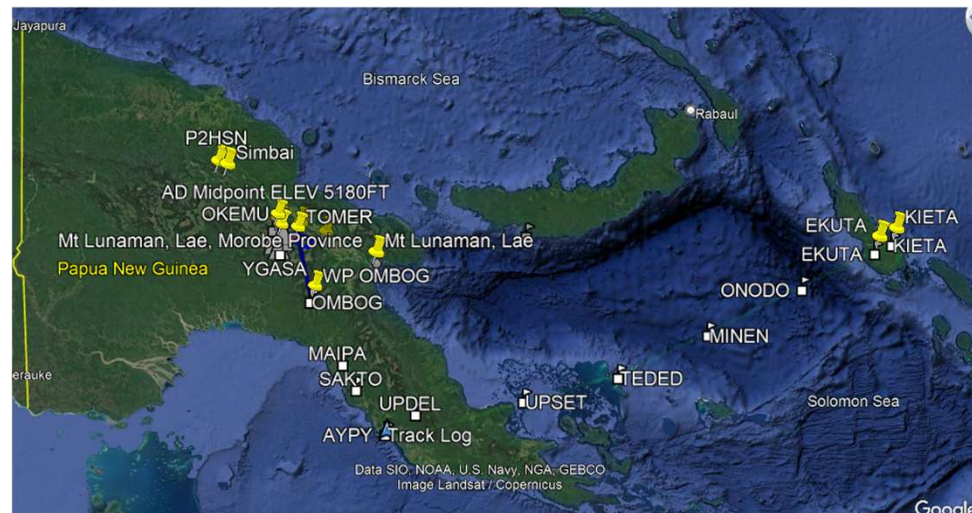 Jayapura
Bismarck Sea
Rabaul
P2HSN
Simbai
AD Midpoint ELEV 5180FT
OKEMU
TOMER
KIETA
EKUTA
Mt Lunaman, Lae, Morobe Province
Mt Lunaman, Lae
KIETA
EKUTA
Papua New Guinea
YGASA
WP OMBOG
ONODO
OMBOG
MINEN
MAIPA
erauke
SAKTO
TEDED
UPDEL
UPSET
Solomon Sea
AYPY
Track Log
Data SIO, NOAA, U.S. Navy, NGA, GEBCO
Image Landsat / Copernicus
Google